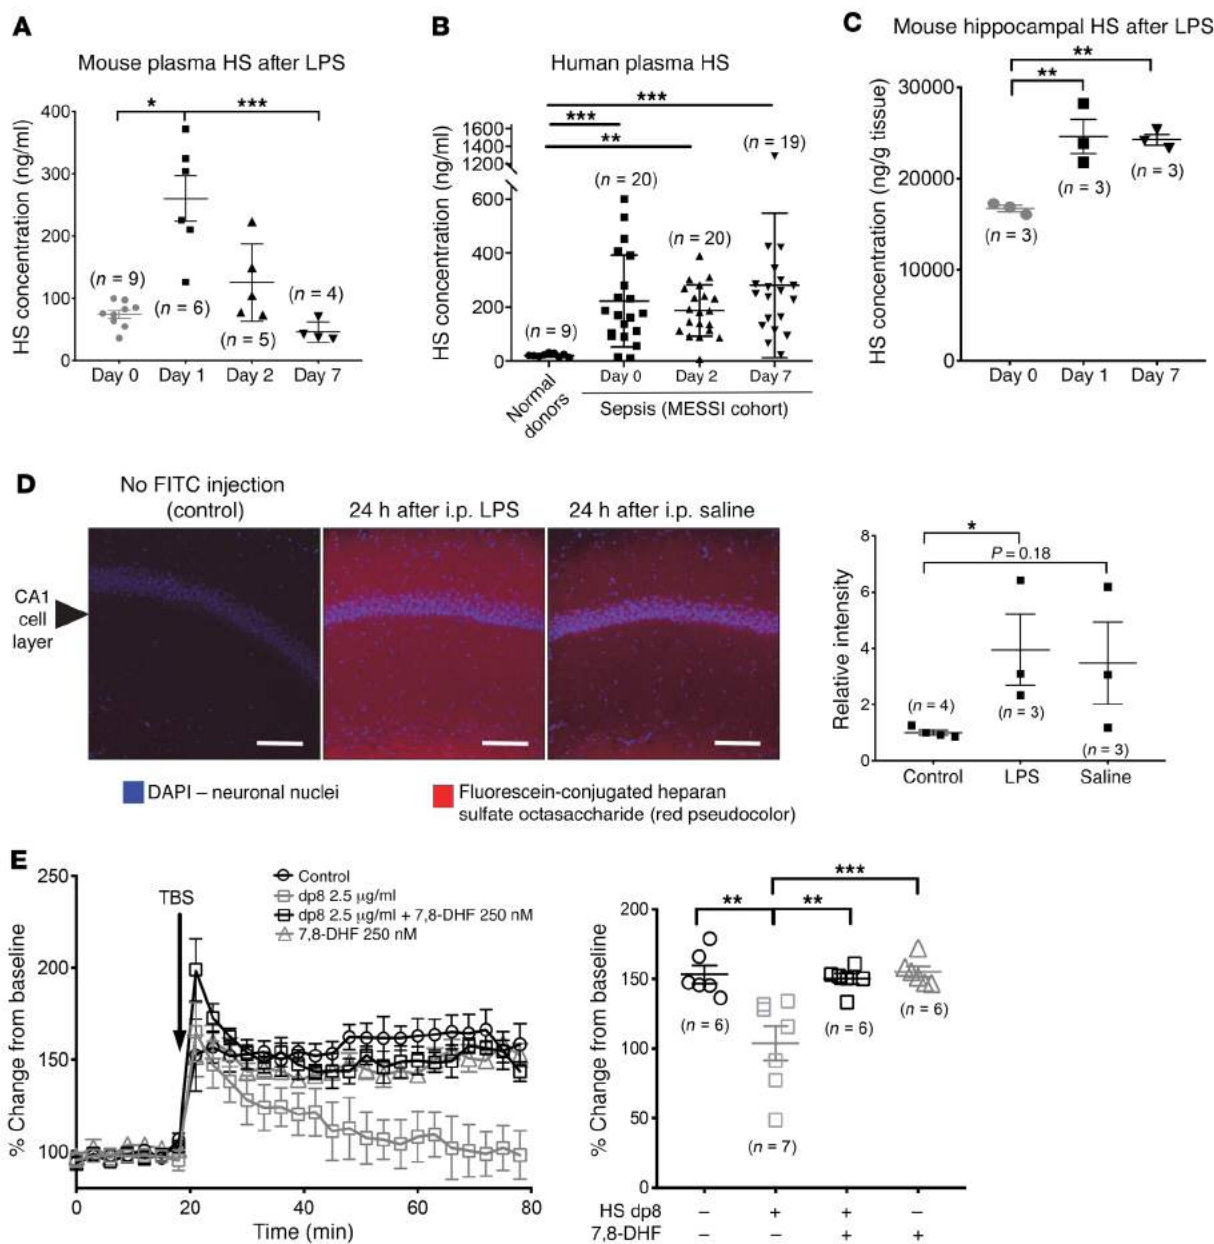 A
Mouse plasma HS after LPS
HS concentration (ng/ml)
400
300
200
100
0
*
***
(n = 9)
(n = 6)
(n = 5)
(n = 4)
Day 0
Day 1
Day 2
Day 7
B
Human plasma HS
HS concentration (ng/ml)
1600
1400
1200
600
400
200
0
***
***
**
(n = 9)
(n = 20)
(n = 20)
(n = 19)
Normal
donors
Day 0
Day 2
Day 7
Sepsis (MESSI cohort)
C
Mouse hippocampal HS after LPS
HS concentration (ng/g tissue)
30000
20000
10000
0
**
**
(n = 3)
(n = 3)
(n = 3)
Day 0
Day 1
Day 7
D
No FITC injection
(control)
24 h after i.p. LPS
24 h after i.p. saline
CA1
cell
layer
DAPI – neuronal nuclei
Fluorescein-conjugated heparan
sulfate octasaccharide (red pseudocolor)
Relative intensity
8
6
4
2
0
*
P = 0.18
(n = 4)
(n = 3)
(n = 3)
Control
LPS
Saline
E
% Change from baseline
250
200
150
100
TBS
Control
dp8 2.5 µg/ml
dp8 2.5 µg/ml + 7,8-DHF 250 nM
7,8-DHF 250 nM
0
20
40
60
80
Time (min)
% Change from baseline
200
150
100
50
0
**
**
***
(n = 6)
(n = 7)
(n = 6)
(n = 6)
HS dp8 – + + –
7,8-DHF – – + +